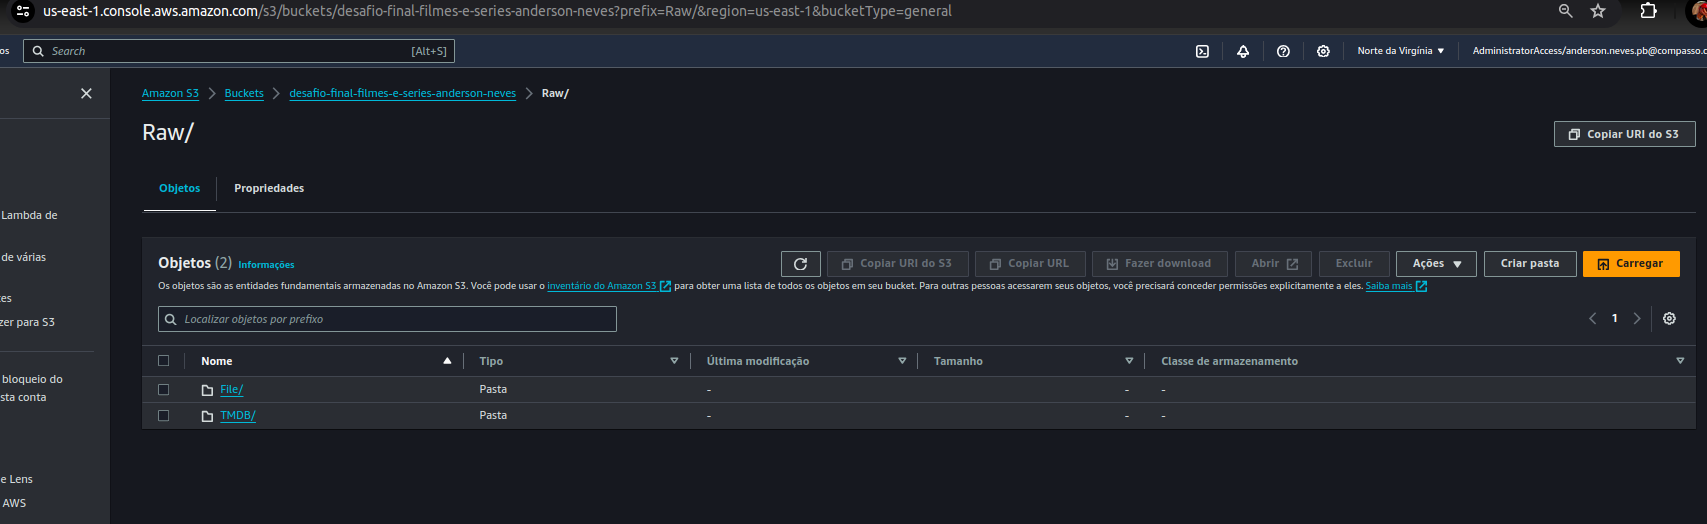 us-east-1.console.aws.amazon.com/s3/buckets/desafio-final-filmes-e-series-anderson-neves?prefix=Raw/&region=us-east-1&bucketType=general
os Search [Alt+S] Norte da Virgínia ▼ AdministratorAccess/anderson.neves.pb@compasso.
Amazon S3 > Buckets > desafio-final-filmes-e-series-anderson-neves > Raw/
Raw/
Copiar URI do S3
Objetos Propriedades
Lambda de
de várias
tes
zer para S3
bloqueio do
sta conta
e Lens
AWS
Objetos (2) Informações
Copiar URI do S3 Copiar URL Fazer download Abrir Excluir Ações ▼ Criar pasta Carregar
Os objetos são as entidades fundamentais armazenadas no Amazon S3. Você pode usar o inventário do Amazon S3 para obter uma lista de todos os objetos em seu bucket. Para outras pessoas acessarem seus objetos, você precisará conceder permissões explicitamente a eles. Saiba mais
Localizar objetos por prefixo
< 1 >
Nome Tipo Última modificação Tamanho Classe de armazenamento
File/ Pasta - - -
TMDB/ Pasta - - -